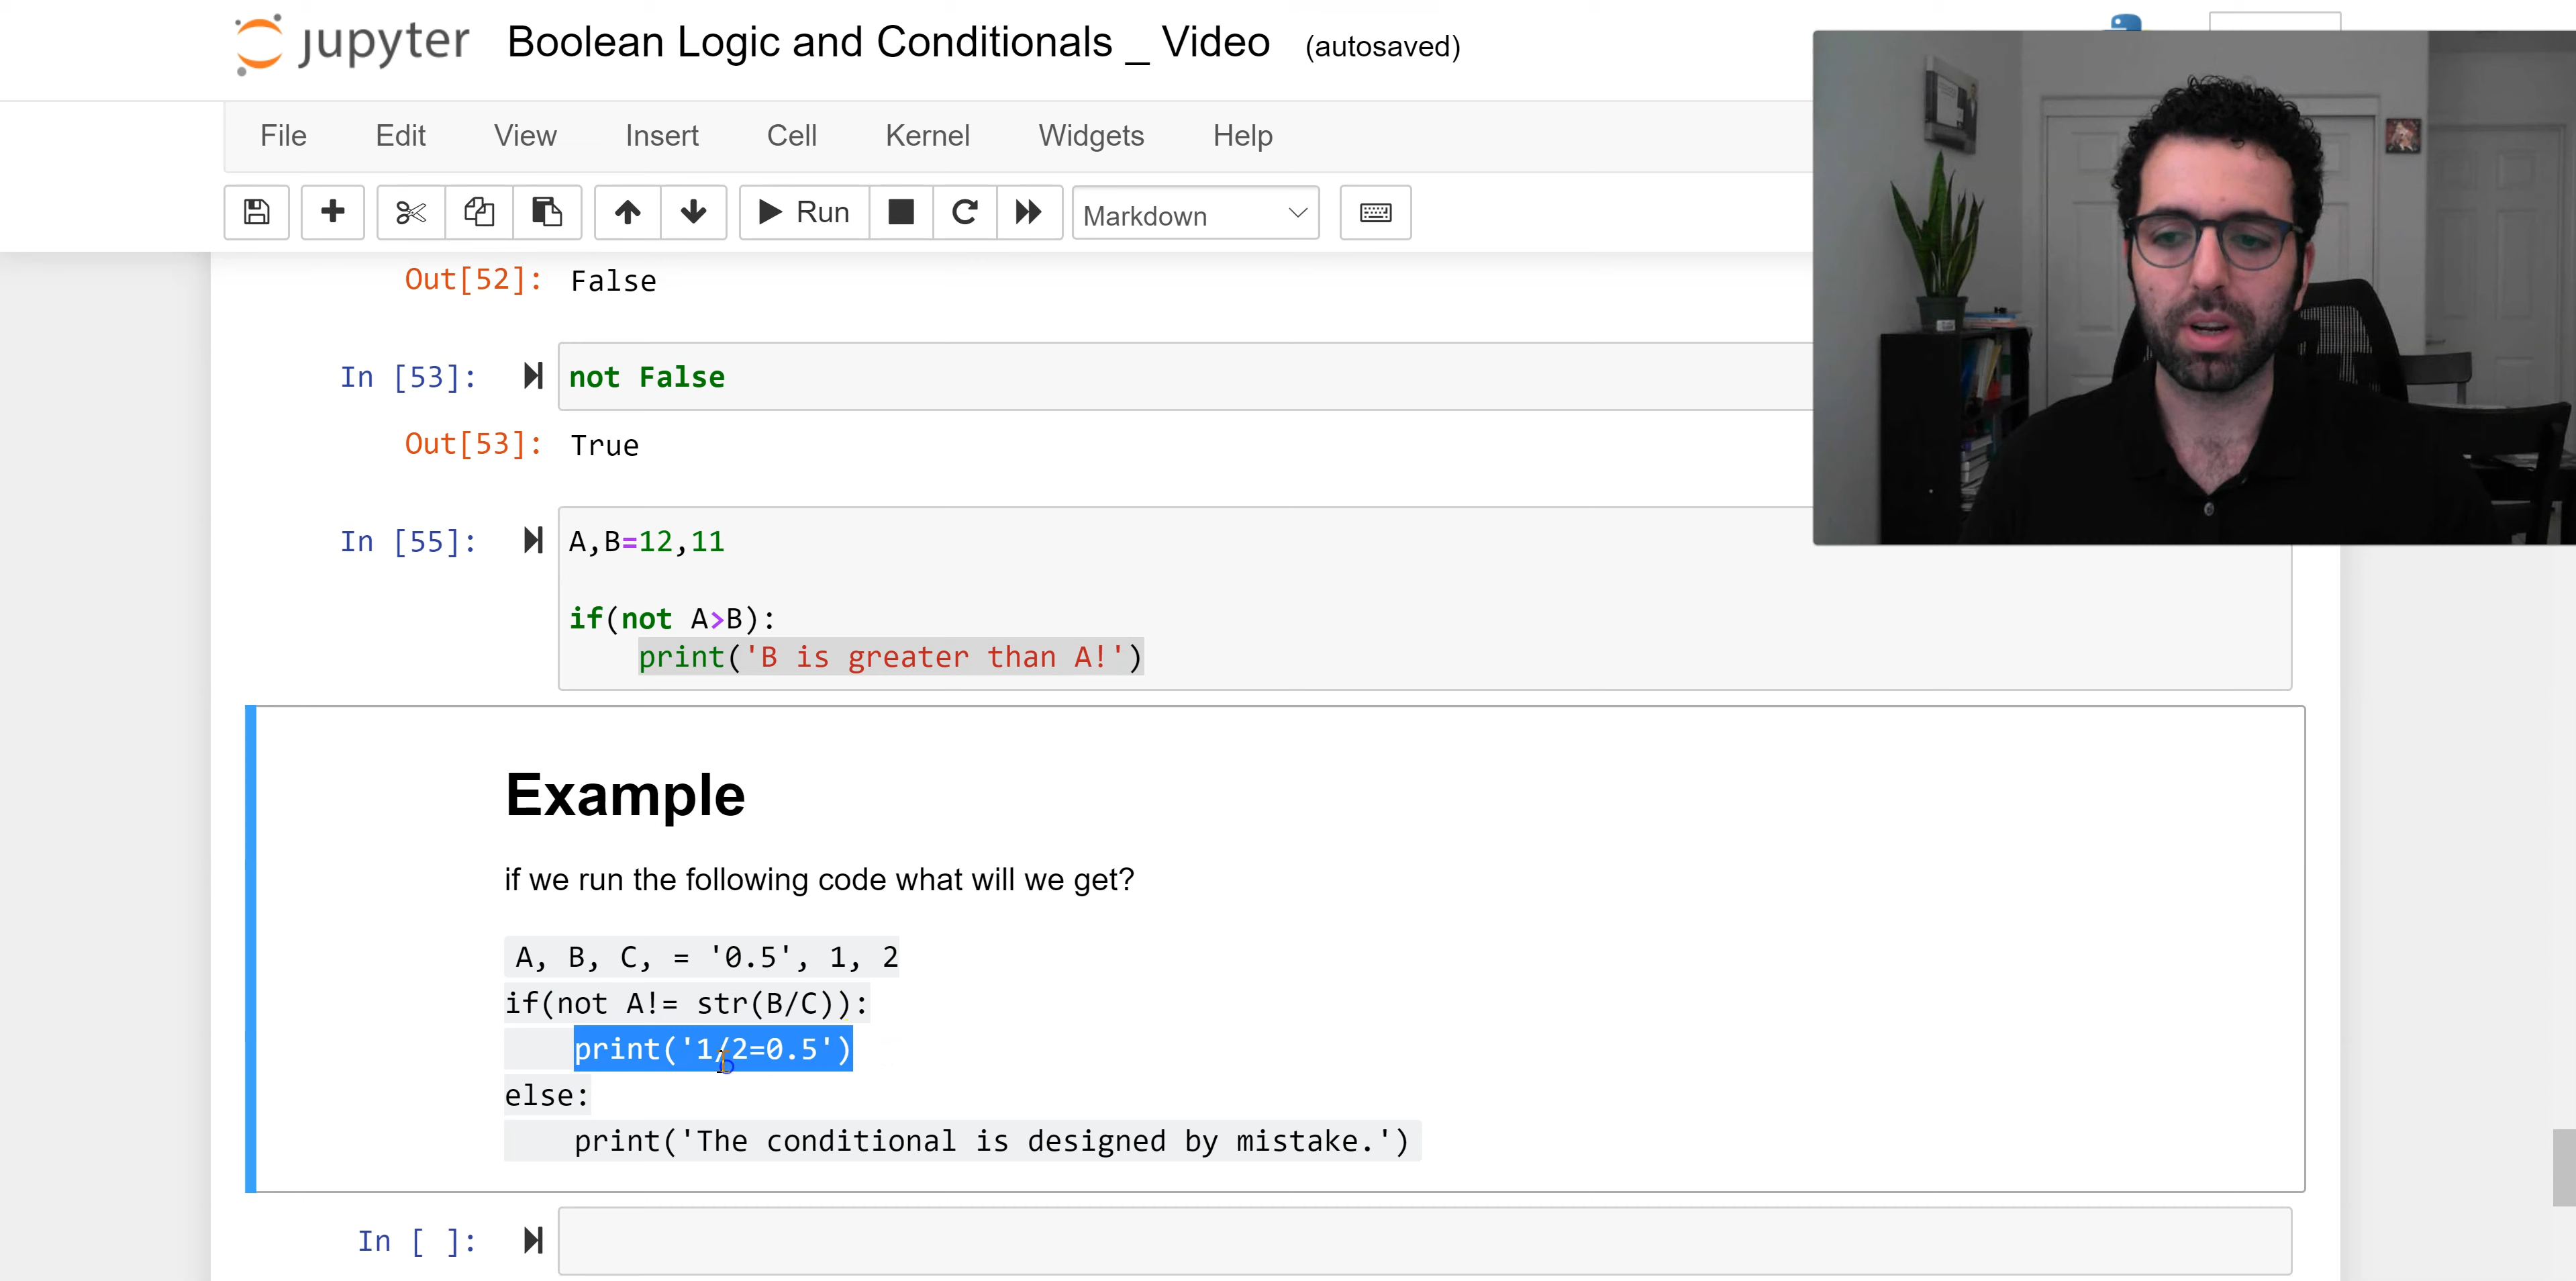 jupyter Boolean Logic and Conditionals _ Video (autosaved)
File Edit View Insert Cell Kernel Widgets Help
Run Markdown
Out[52]: False
In [53]: not False
Out[53]: True
In [55]: A,B=12,11
if(not A>B):
print('B is greater than A!')
Example
if we run the following code what will we get?
A, B, C, = '0.5', 1, 2
if(not A!= str(B/C)):
print('1/2=0.5')
else:
print('The conditional is designed by mistake.')
In [ ]: